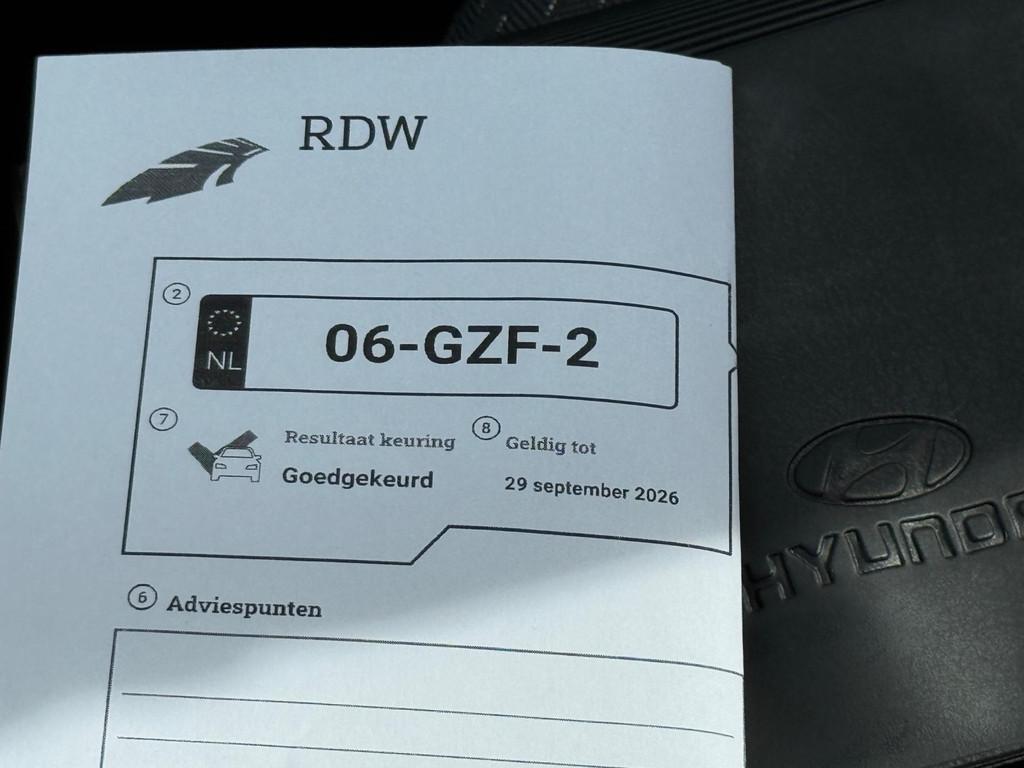 RDW
2
NL
06-GZF-2
7
Resultaat keuring
Goedgekeurd
8
Geldig tot
29 september 2026
6 Adviespunten
HYUNDAI